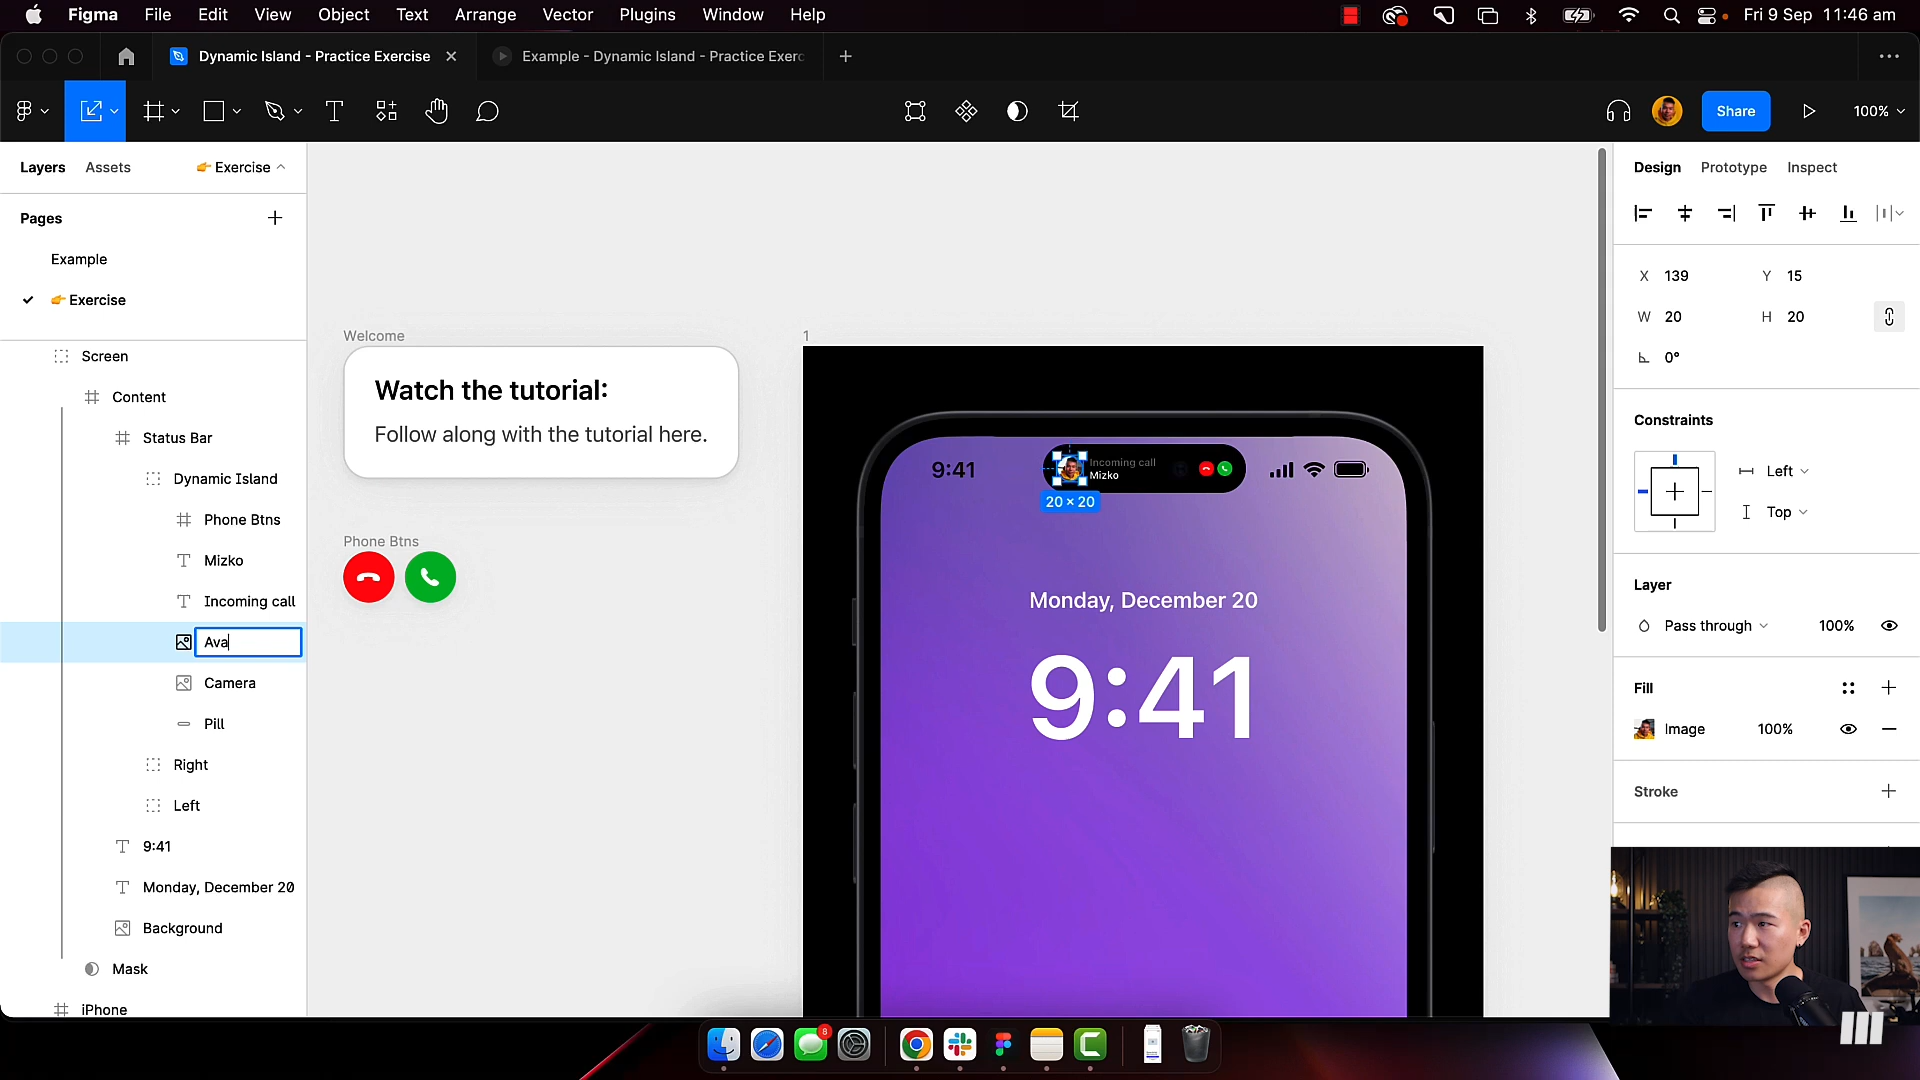 Figma File Edit View Object Text Arrange Vector Plugins Window Help Fri 9 Sep 11:46 am
Dynamic Island - Practice Exercise Example - Dynamic Island - Practice Exerc
Share 100%
Layers Assets 👉 Exercise
Pages
Example
👉 Exercise
Screen
Content
Status Bar
Dynamic Island
Phone Btns
Mizko
Incoming call
Ava
Camera
Pill
Right
Left
9:41
Monday, December 20
Background
Mask
iPhone
Welcome
Watch the tutorial:
Follow along with the tutorial here.
Phone Btns
1
9:41
Incoming call
Mizko
20 × 20
Monday, December 20
9:41
Design Prototype Inspect
X 139 Y 15
W 20 H 20
0°
Constraints
Left
Top
Layer
Pass through 100%
Fill
Image 100%
Stroke
8